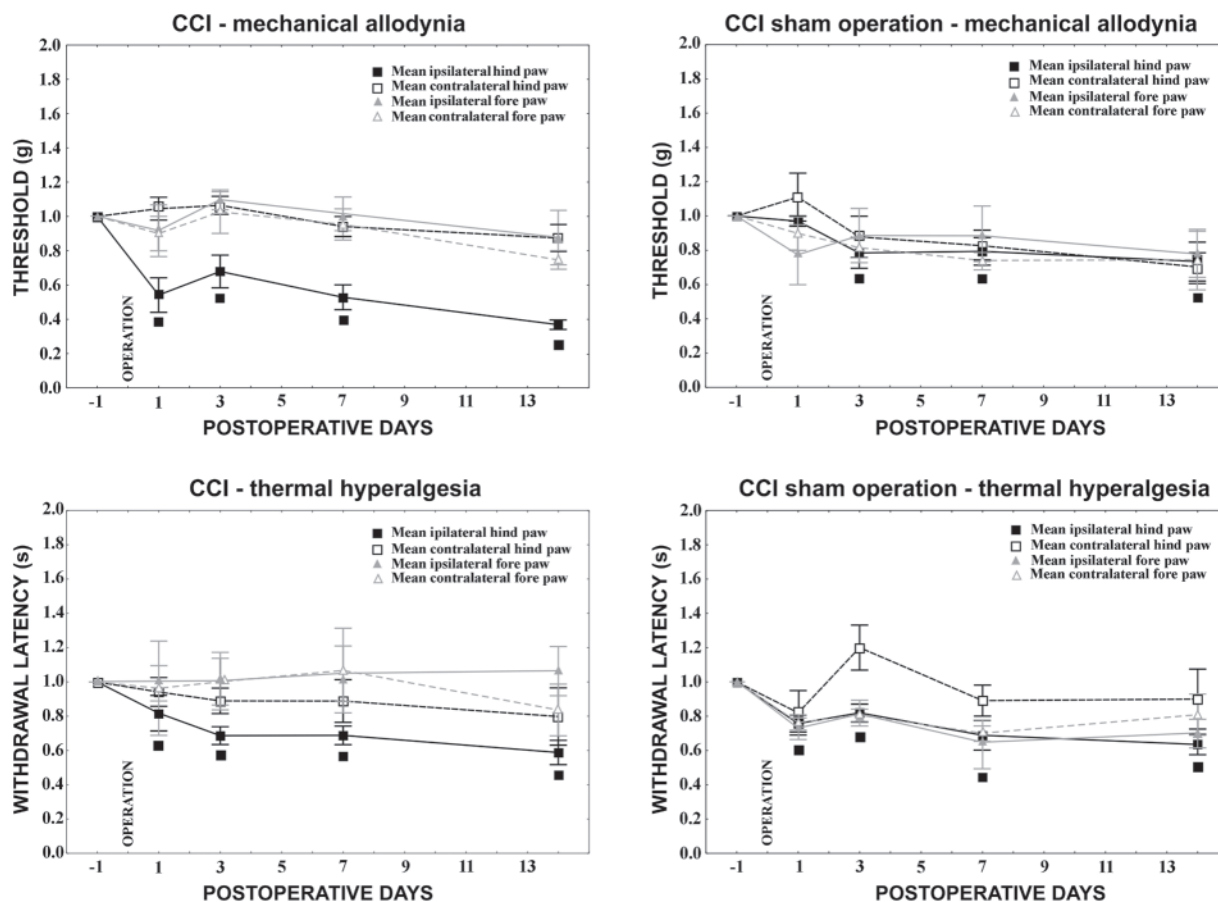 CCI - mechanical allodynia
2.0
1.8
1.6
1.4
1.2
1.0
0.8
0.6
0.4
0.2
0.0
THRESHOLD (g)
Mean ipsilateral hind paw
Mean contralateral hind paw
Mean ipsilateral fore paw
Mean contralateral fore paw
OPERATION
-1 1 3 5 7 9 11 13
POSTOPERATIVE DAYS
CCI sham operation - mechanical allodynia
2.0
1.8
1.6
1.4
1.2
1.0
0.8
0.6
0.4
0.2
0.0
THRESHOLD (g)
Mean ipsilateral hind paw
Mean contralateral hind paw
Mean ipsilateral fore paw
Mean contralateral fore paw
OPERATION
-1 1 3 5 7 9 11 13
POSTOPERATIVE DAYS
CCI - thermal hyperalgesia
2.0
1.8
1.6
1.4
1.2
1.0
0.8
0.6
0.4
0.2
0.0
WITHDRAWAL LATENCY (s)
Mean ipilateral hind paw
Mean contralateral hind paw
Mean ipsilateral fore paw
Mean contralateral fore paw
OPERATION
-1 1 3 5 7 9 11 13
POSTOPERATIVE DAYS
CCI sham operation - thermal hyperalgesia
2.0
1.8
1.6
1.4
1.2
1.0
0.8
0.6
0.4
0.2
0.0
WITHDRAWAL LATENCY (s)
Mean ipsilateral hind paw
Mean contralateral hind paw
Mean ipsilateral fore paw
Mean contralateral fore paw
OPERATION
-1 1 3 5 7 9 11 13
POSTOPERATIVE DAYS